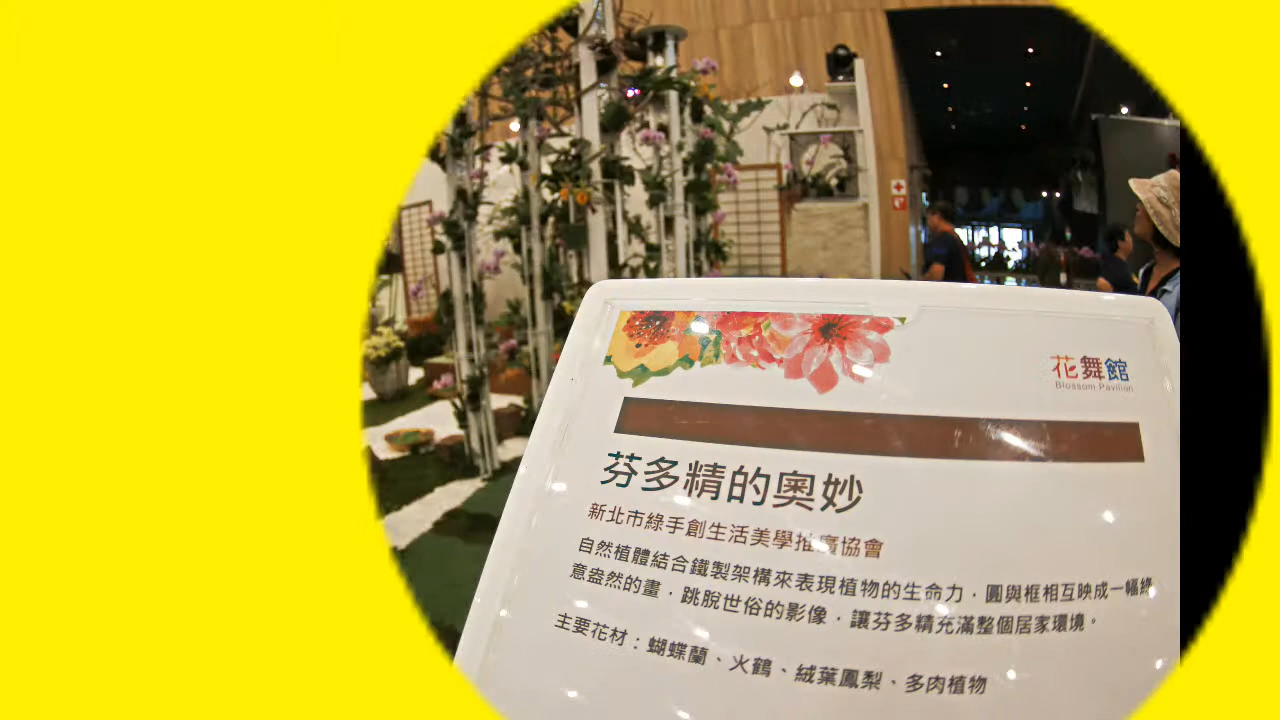 花舞館
Blossom Pavilion
芬多精的奧妙
新北市綠手創生活美學推廣協會
自然植體結合鐵製架構來表現植物的生命力，圓與框相互映成一幅綠
意盎然的畫，跳脫世俗的影像，讓芬多精充滿整個居家環境。
主要花材：蝴蝶蘭、火鶴、絨葉鳳梨、多肉植物